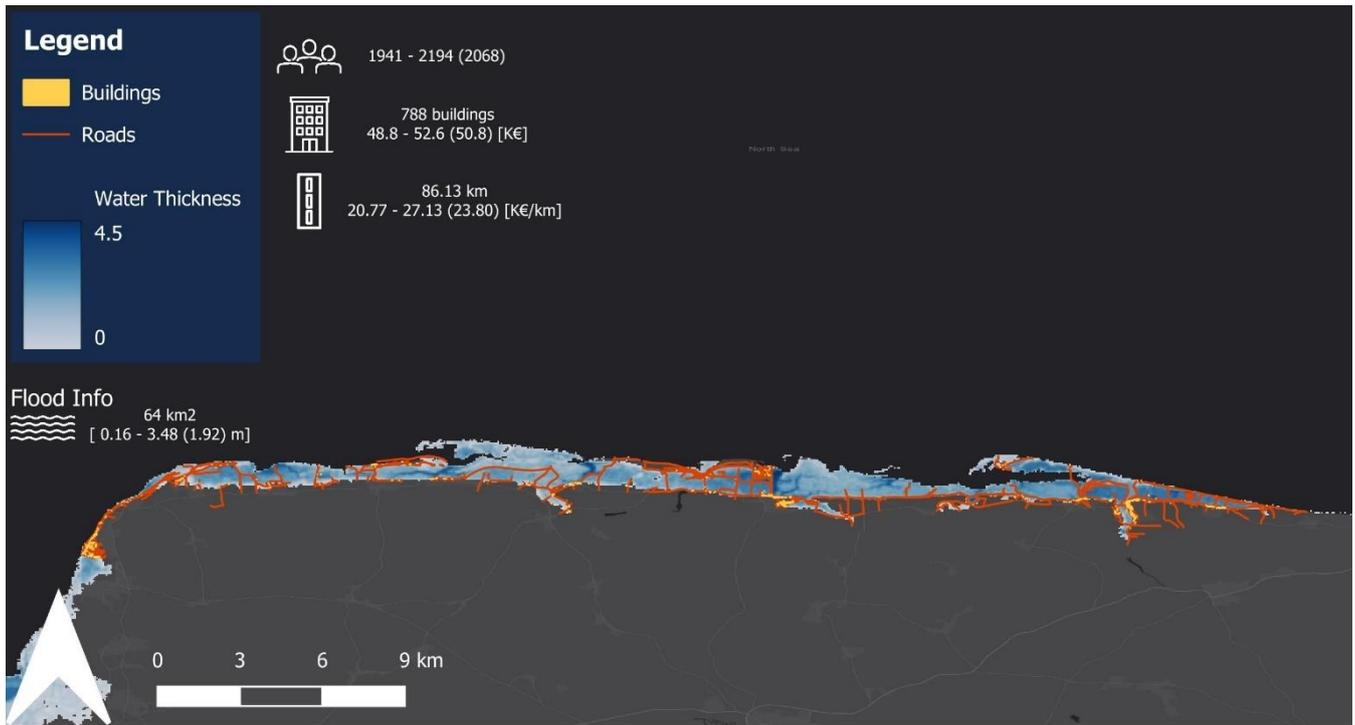 Legend
Buildings
Roads
Water Thickness
4.5
0
1941 - 2194 (2068)
788 buildings
48.8 - 52.6 (50.8) [K€]
86.13 km
20.77 - 27.13 (23.80) [K€/km]
North Sea
Flood Info
64 km2
[ 0.16 - 3.48 (1.92) m]
0 3 6 9 km